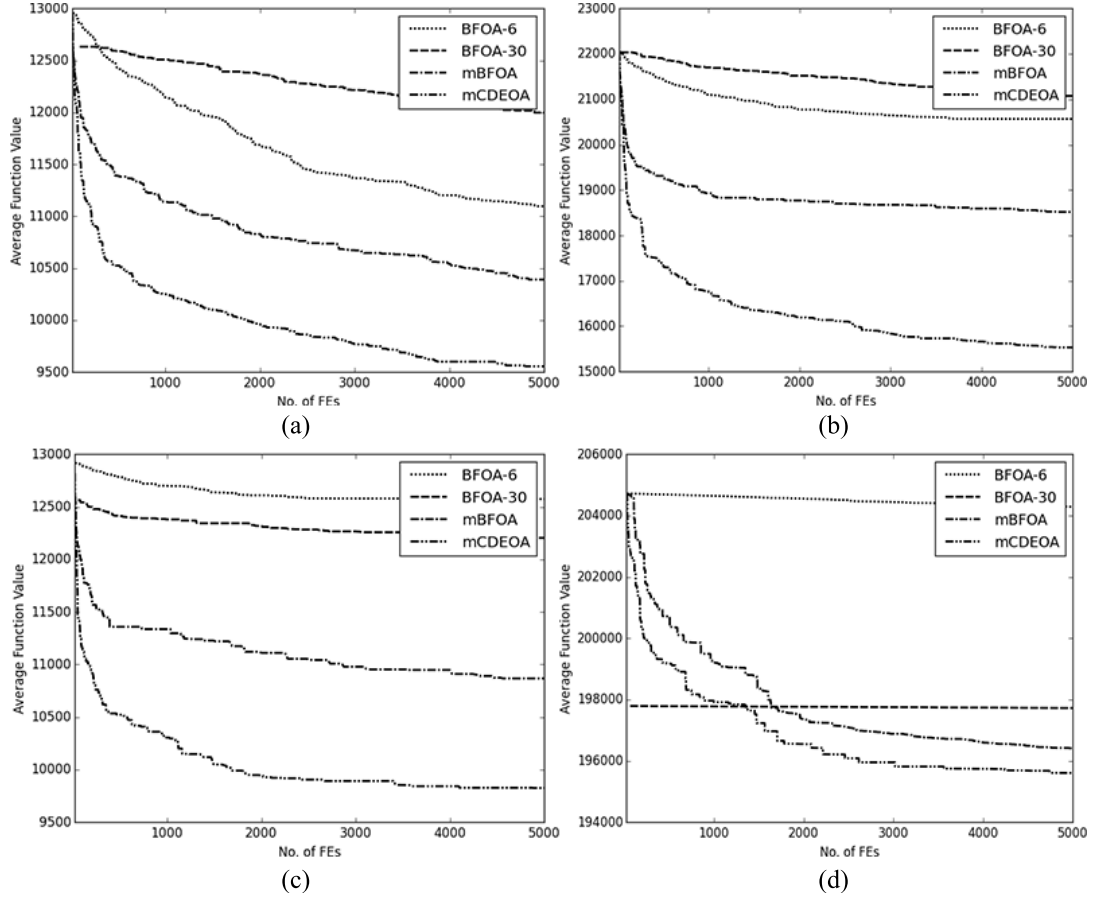 13000
12500
12000
11500
11000
10500
10000
9500
1000
2000
3000
4000
5000
Average Function Value
No. of FEs
BFOA-6
BFOA-30
mBFOA
mCDEOA
(a)
23000
22000
21000
20000
19000
18000
17000
16000
15000
1000
2000
3000
4000
5000
Average Function Value
No. of FEs
BFOA-6
BFOA-30
mBFOA
mCDEOA
(b)
13000
12500
12000
11500
11000
10500
10000
9500
1000
2000
3000
4000
5000
Average Function Value
No. of FEs
BFOA-6
BFOA-30
mBFOA
mCDEOA
(c)
206000
204000
202000
200000
198000
196000
194000
1000
2000
3000
4000
5000
Average Function Value
No. of FEs
BFOA-6
BFOA-30
mBFOA
mCDEOA
(d)